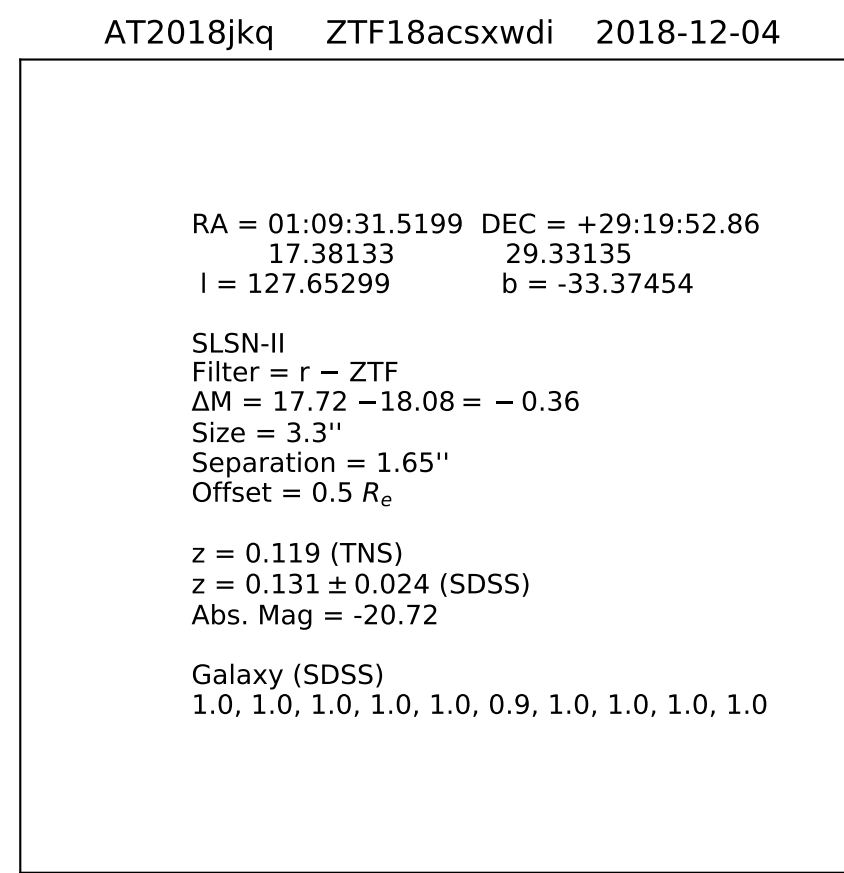 AT2018jkq ZTF18acsxwdi 2018-12-04
RA = 01:09:31.5199 DEC = +29:19:52.86
17.38133 29.33135
l = 127.65299 b = -33.37454
SLSN-II
Filter = r − ZTF
ΔM = 17.72 −18.08 = − 0.36
Size = 3.3''
Separation = 1.65''
Offset = 0.5 Rₑ
z = 0.119 (TNS)
z = 0.131 ± 0.024 (SDSS)
Abs. Mag = -20.72
Galaxy (SDSS)
1.0, 1.0, 1.0, 1.0, 1.0, 0.9, 1.0, 1.0, 1.0, 1.0